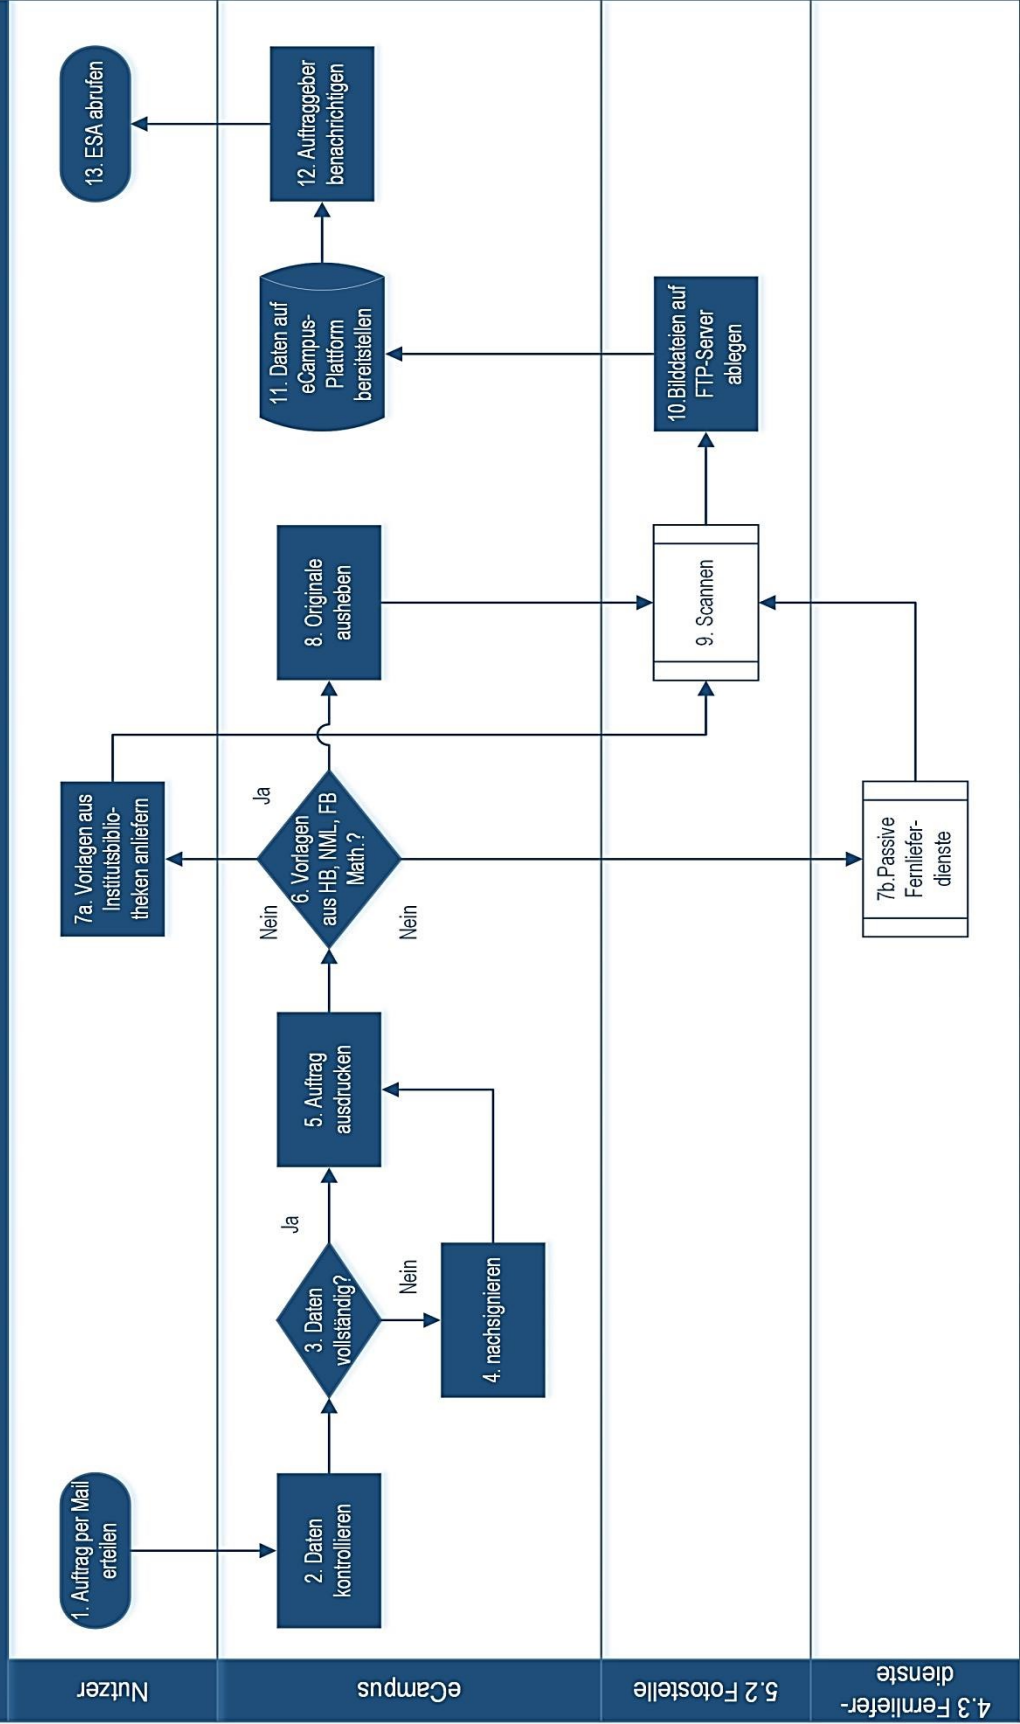 Nutzer
1. Auftrag per Mail
erteilen
7a. Vorlagen aus
Institutsbiblio-
theken anliefern
13. ESA abrufen
eCampus
2. Daten
kontrollieren
3. Daten
vollständig?
Ja
Nein
4. nachsignieren
5. Auftrag
ausdrucken
6. Vorlagen
aus HB, NML, FB
Math.?
Nein
Nein
Ja
8. Originale
ausheben
11. Daten auf
eCampus-
Plattform
bereitstellen
12. Auftraggeber
benachrichtigen
5.2 Fotostelle
9. Scannen
10.Bilddateien auf
FTP-Server
ablegen
4.3 Fernliefer-
dienste
7b.Passive
Fernliefer-
dienste